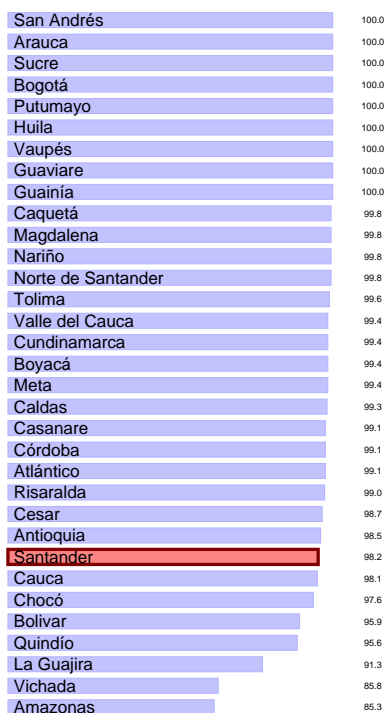 San Andrés 100.0
Arauca 100.0
Sucre 100.0
Bogotá 100.0
Putumayo 100.0
Huila 100.0
Vaupés 100.0
Guaviare 100.0
Guainía 100.0
Caquetá 99.8
Magdalena 99.8
Nariño 99.8
Norte de Santander 99.8
Tolima 99.6
Valle del Cauca 99.4
Cundinamarca 99.4
Boyacá 99.4
Meta 99.4
Caldas 99.3
Casanare 99.1
Córdoba 99.1
Atlántico 99.1
Risaralda 99.0
Cesar 98.7
Antioquia 98.5
Santander 98.2
Cauca 98.1
Chocó 97.6
Bolivar 95.9
Quindío 95.6
La Guajira 91.3
Vichada 85.8
Amazonas 85.3